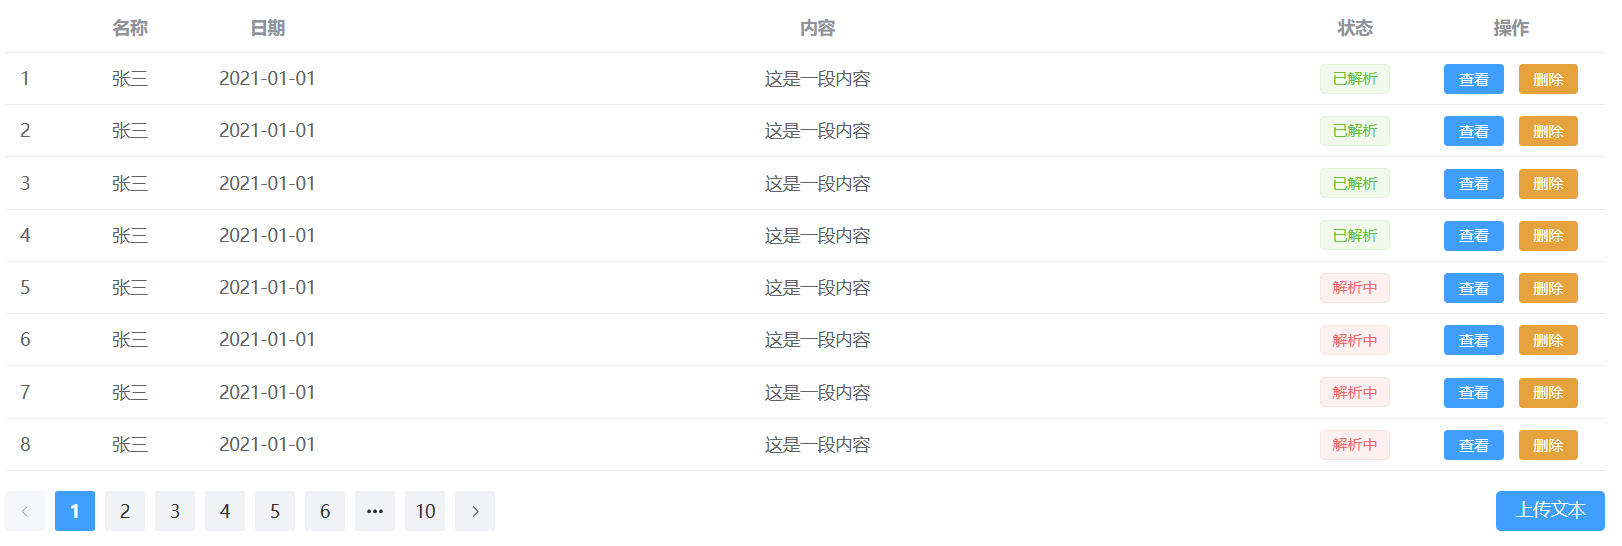 名称 日期 内容 状态 操作
1 张三 2021-01-01 这是一段内容 已解析 查看 删除
2 张三 2021-01-01 这是一段内容 已解析 查看 删除
3 张三 2021-01-01 这是一段内容 已解析 查看 删除
4 张三 2021-01-01 这是一段内容 已解析 查看 删除
5 张三 2021-01-01 这是一段内容 解析中 查看 删除
6 张三 2021-01-01 这是一段内容 解析中 查看 删除
7 张三 2021-01-01 这是一段内容 解析中 查看 删除
8 张三 2021-01-01 这是一段内容 解析中 查看 删除
1 2 3 4 5 6 ••• 10 上传文本